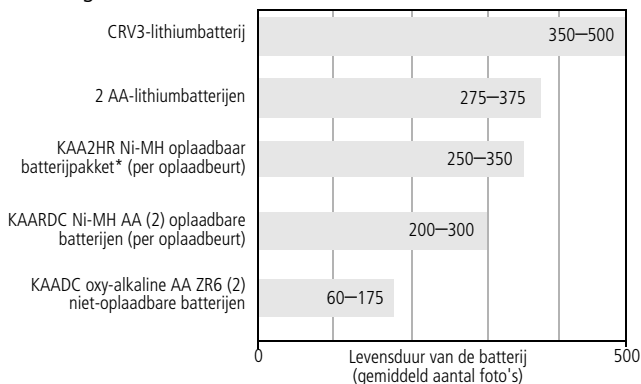 CRV3-lithiumbatterij
350—500
2 AA-lithiumbatterijen
275—375
KAA2HR Ni-MH oplaadbaar
batterijpakket* (per oplaadbeurt)
250—350
KAARDC Ni-MH AA (2) oplaadbare
batterijen (per oplaadbeurt)
200—300
KAADC oxy-alkaline AA ZR6 (2)
niet-oplaadbare batterijen
60—175
0
Levensduur van de batterij
(gemiddeld aantal foto's)
500